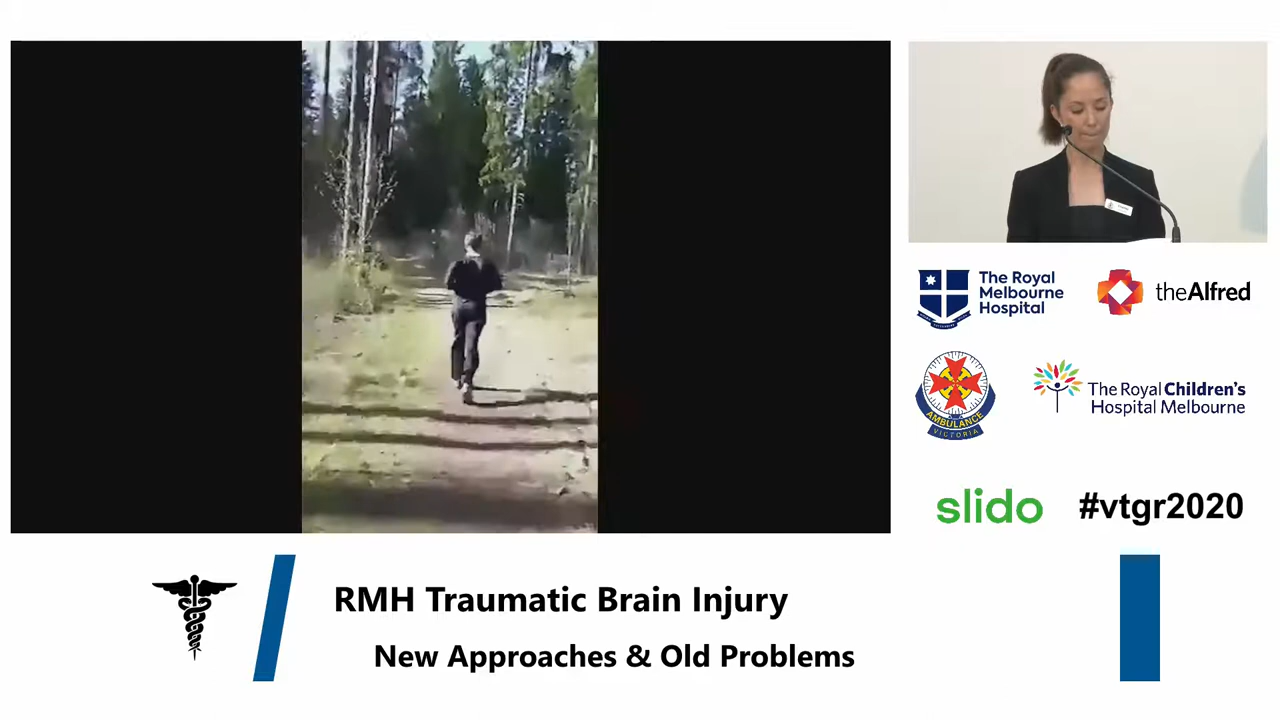 The Royal
Melbourne
Hospital
theAlfred
AMBULANCE
VICTORIA
The Royal Children's
Hospital Melbourne
slido #vtgr2020
RMH Traumatic Brain Injury
New Approaches & Old Problems